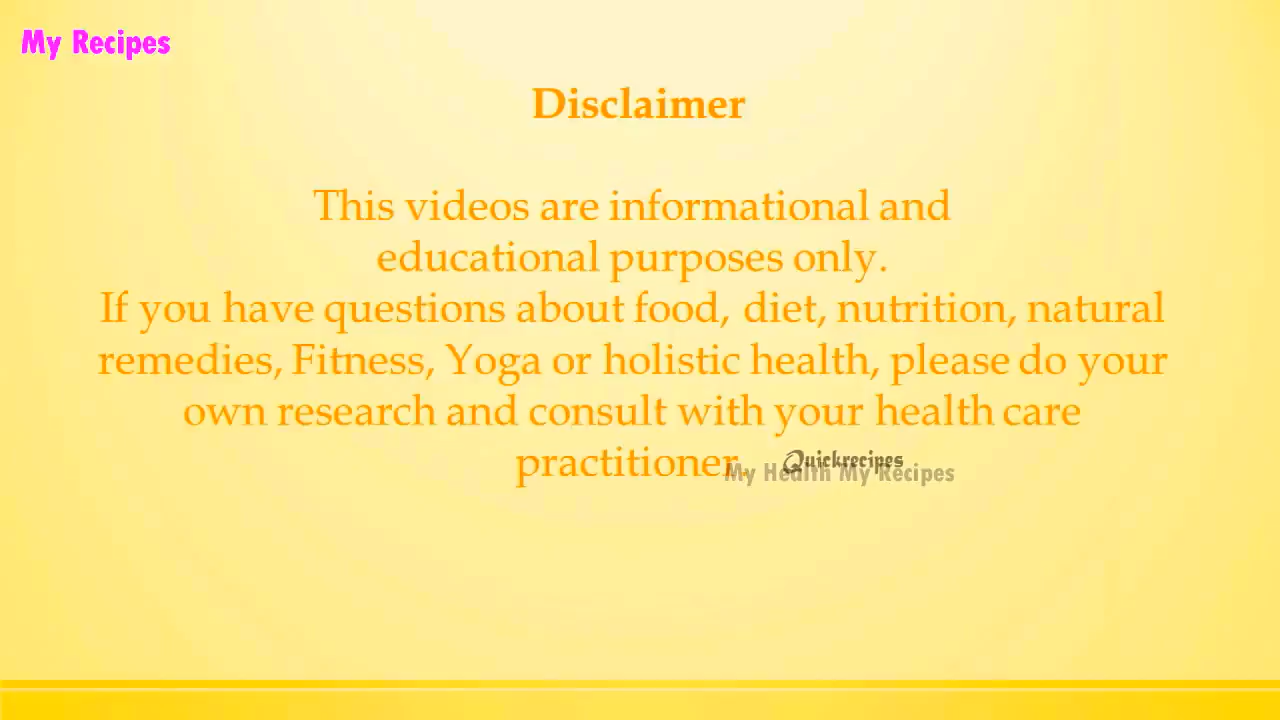 My Recipes
Disclaimer
This videos are informational and
educational purposes only.
If you have questions about food, diet, nutrition, natural
remedies, Fitness, Yoga or holistic health, please do your
own research and consult with your health care
practitioner.
Quickrecipes
My Health My Recipes